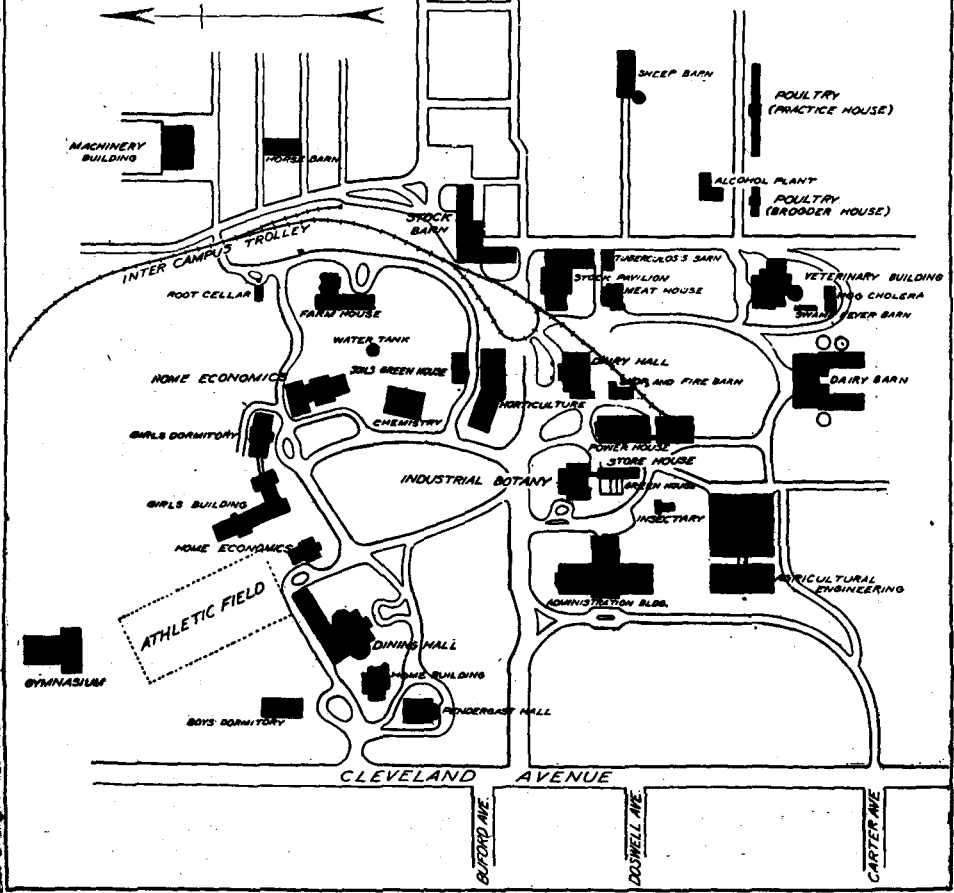 SHEEP BARN
POULTRY
(PRACTICE HOUSE)
MACHINERY
BUILDING
HORSE BARN
ALCOHOL PLANT
POULTRY
(BROODER HOUSE)
STOCK
BARN
INTER CAMPUS TROLLEY
TUBERCULOSIS BARN
STOCK PAVILION
MEAT HOUSE
VETERINARY BUILDING
HOG CHOLERA
SWAMP FEVER BARN
ROOT CELLAR
FARM HOUSE
WATER TANK
SOILS GREEN HOUSE
DAIRY HALL
SHOP AND FIRE BARN
DAIRY BARN
HOME ECONOMICS
HORTICULTURE
CHEMISTRY
GIRLS DORMITORY
POWER HOUSE
STORE HOUSE
INDUSTRIAL BOTANY
GREEN HOUSE
GIRLS BUILDING
INSECTARY
HOME ECONOMICS
AGRICULTURAL
ENGINEERING
ADMINISTRATION BLDG.
ATHLETIC FIELD
DINING HALL
HOME BUILDING
GYMNASIUM
BOYS DORMITORY
PENDERGAST HALL
CLEVELAND AVENUE
BUFORD AVE.
DOSWELL AVE.
CARTER AVE